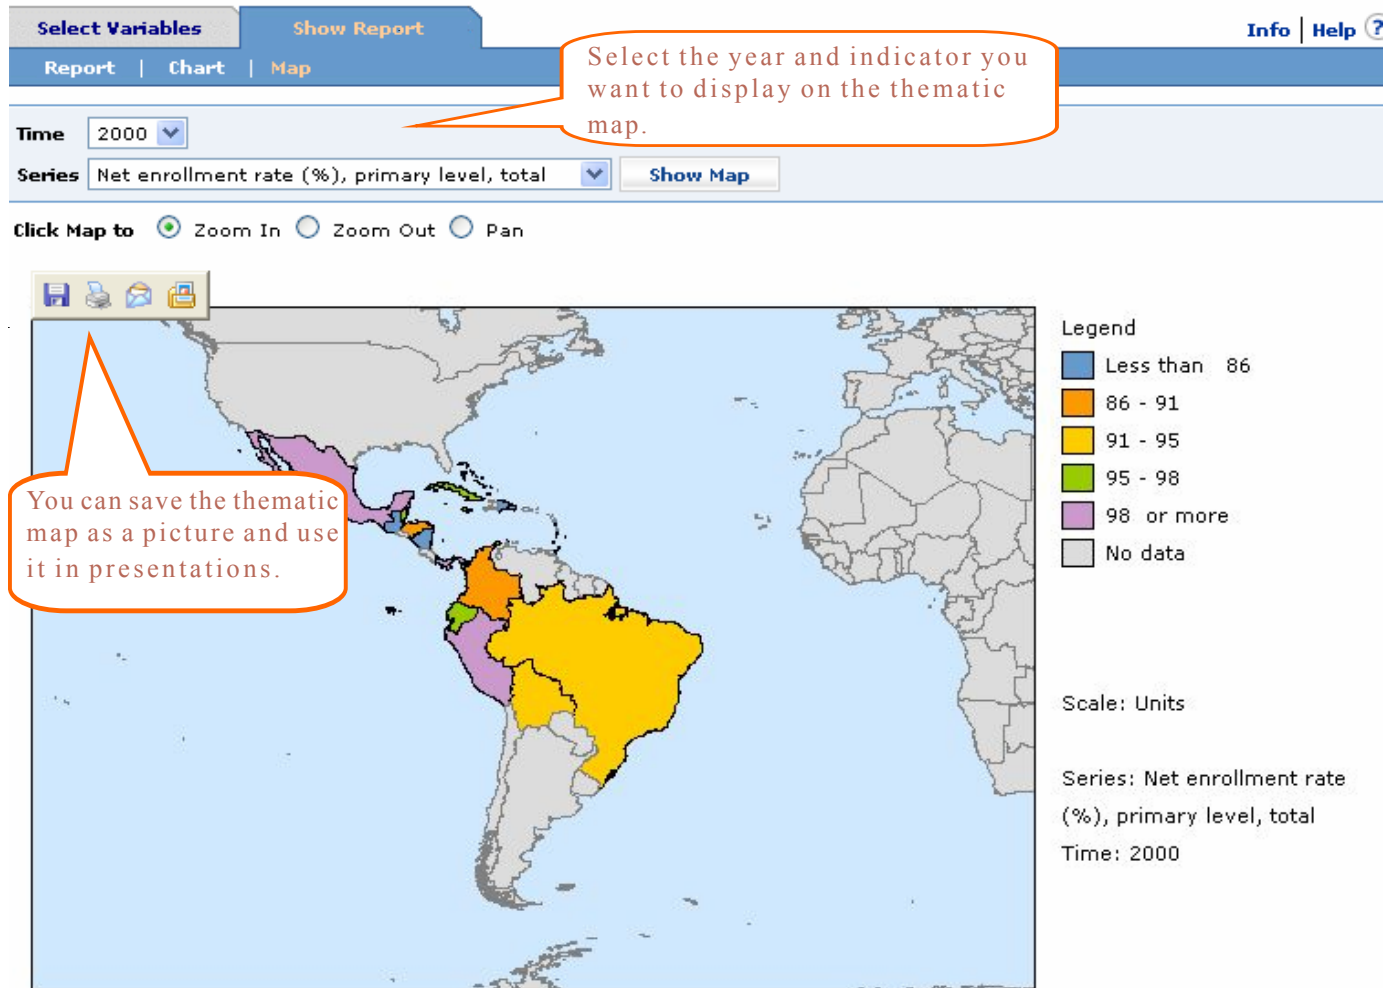 Select Variables Show Report Info | Help ?
Report | Chart | Map
Select the year and indicator you
want to display on the thematic
map.
Time 2000
Series Net enrollment rate (%), primary level, total Show Map
Click Map to Zoom In Zoom Out Pan
You can save the thematic
map as a picture and use
it in presentations.
Legend
Less than 86
86 - 91
91 - 95
95 - 98
98 or more
No data
Scale: Units
Series: Net enrollment rate
(%), primary level, total
Time: 2000